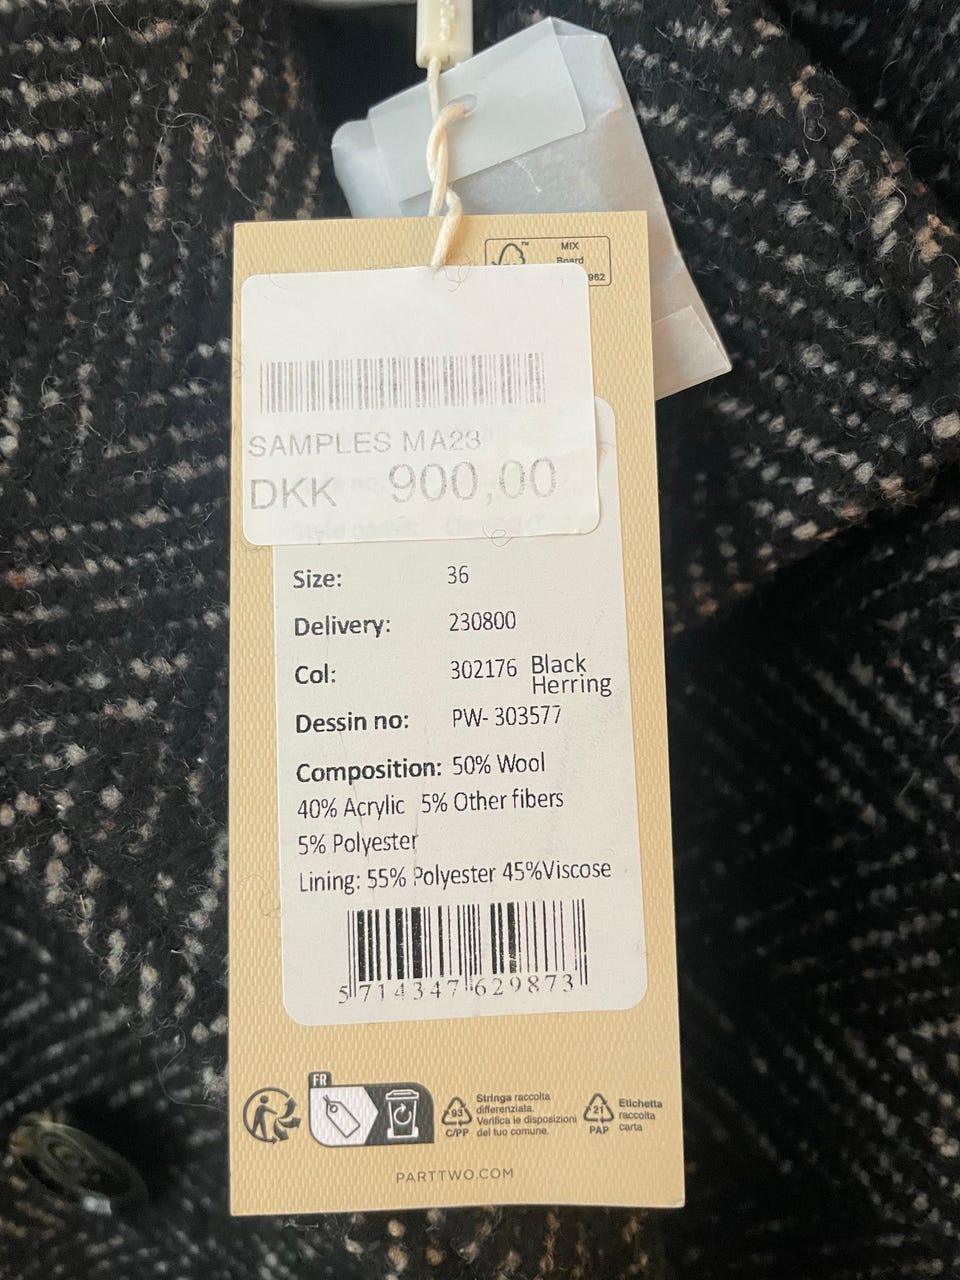 MIX
Board
962
SAMPLES MA23
DKK 900,00
Size: 36
Delivery: 230800
Col: 302176 Black
Herring
Dessin no: PW- 303577
Composition: 50% Wool
40% Acrylic 5% Other fibers
5% Polyester
Lining: 55% Polyester 45%Viscose
5 714347 629873
FR
93
C/PP
Stringa raccolta
differenziata.
Verifica le disposizioni
del tuo comune.
21
PAP
Etichetta
raccolta
carta
PARTTWO.COM